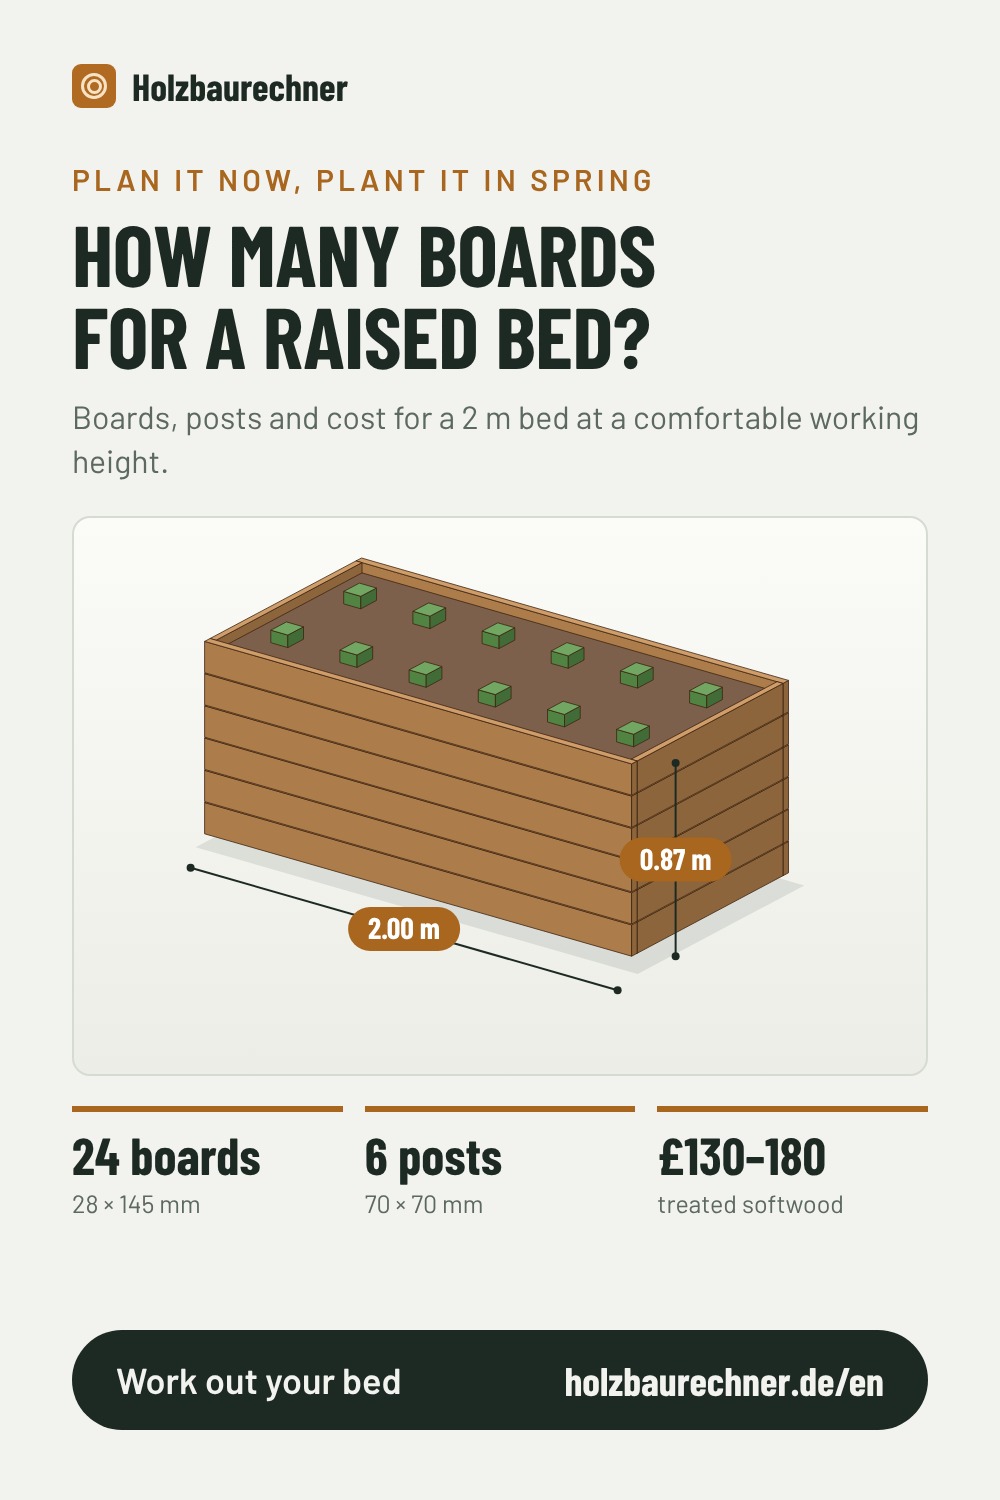 Holzbaurechner
PLAN IT NOW, PLANT IT IN SPRING
HOW MANY BOARDS
FOR A RAISED BED?
Boards, posts and cost for a 2 m bed at a comfortable working
height.
0.87 m
2.00 m
24 boards
28 × 145 mm
6 posts
70 × 70 mm
£130–180
treated softwood
Work out your bed
holzbaurechner.de/en